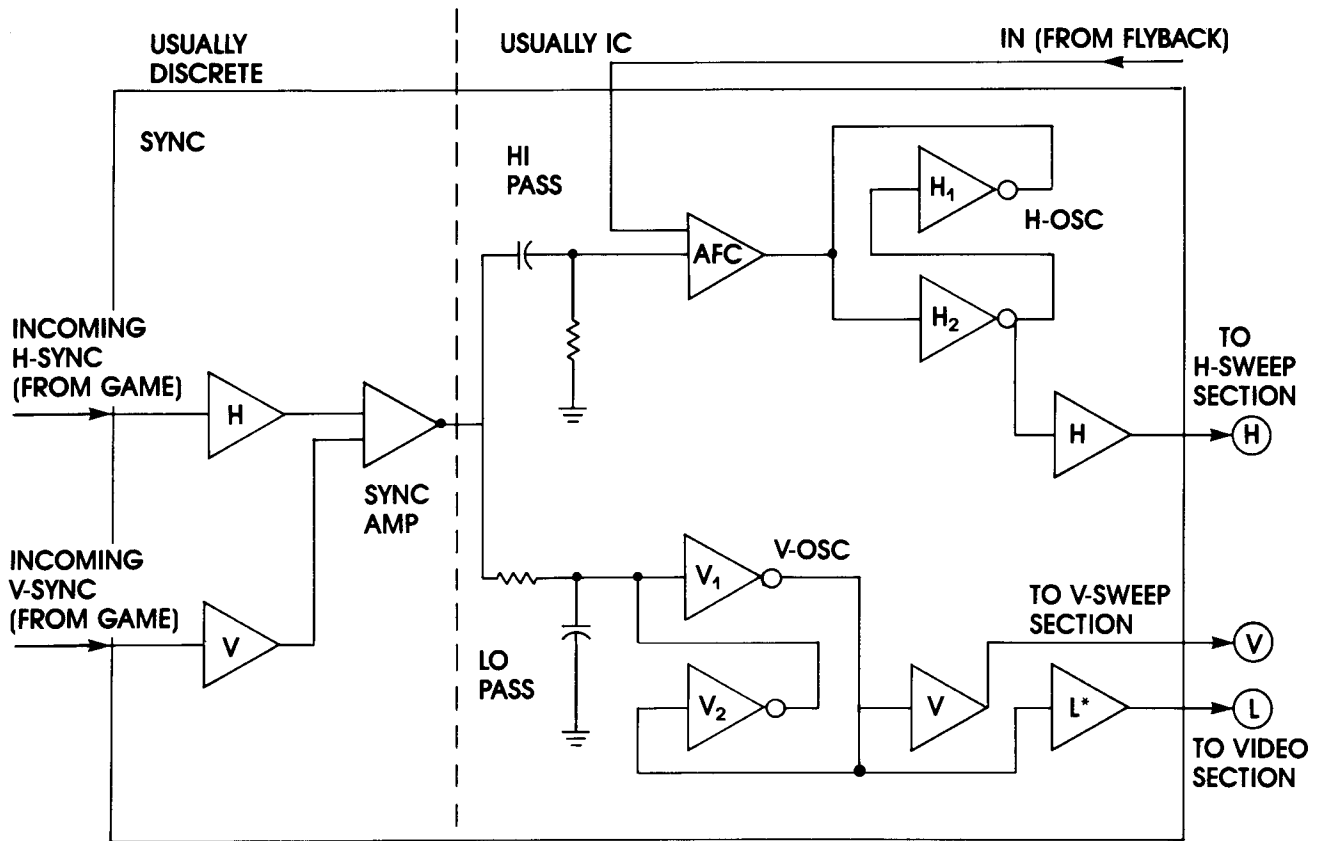 USUALLY
DISCRETE
USUALLY IC
IN (FROM FLYBACK)
SYNC
HI
PASS
AFC
H₁
H-OSC
H₂
INCOMING
H-SYNC
(FROM GAME)
H
SYNC
AMP
H
TO
H-SWEEP
SECTION
H
INCOMING
V-SYNC
(FROM GAME)
V
LO
PASS
V₁
V-OSC
V₂
V
TO V-SWEEP
SECTION
V
L*
L
TO VIDEO
SECTION